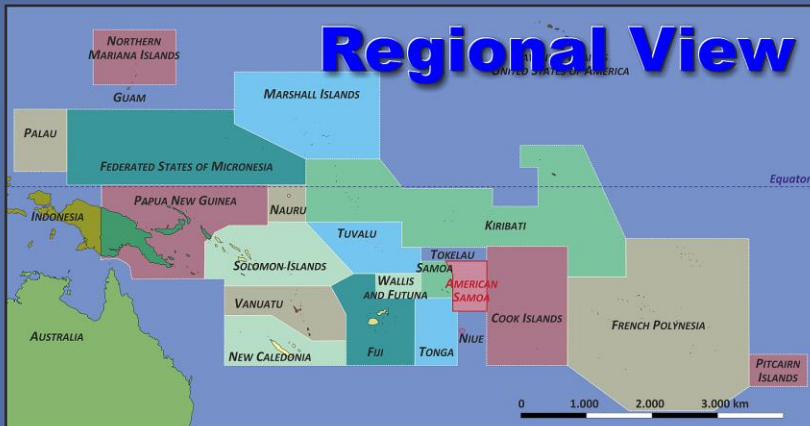 Regional View
UNITED STATES OF AMERICA
NORTHERN
MARIANA ISLANDS
GUAM
MARSHALL ISLANDS
PALAU
FEDERATED STATES OF MICRONESIA
Equator
INDONESIA
PAPUA NEW GUINEA
NAURU
KIRIBATI
TUVALU
TOKELAU
SOLOMON ISLANDS
SAMOA
WALLIS
AND FUTUNA
AMERICAN
SAMOA
VANUATU
COOK ISLANDS
FRENCH POLYNESIA
AUSTRALIA
NEW CALEDONIA
FIJI
TONGA
NIUE
PITCAIRN
ISLANDS
0 1.000 2.000 3.000 km